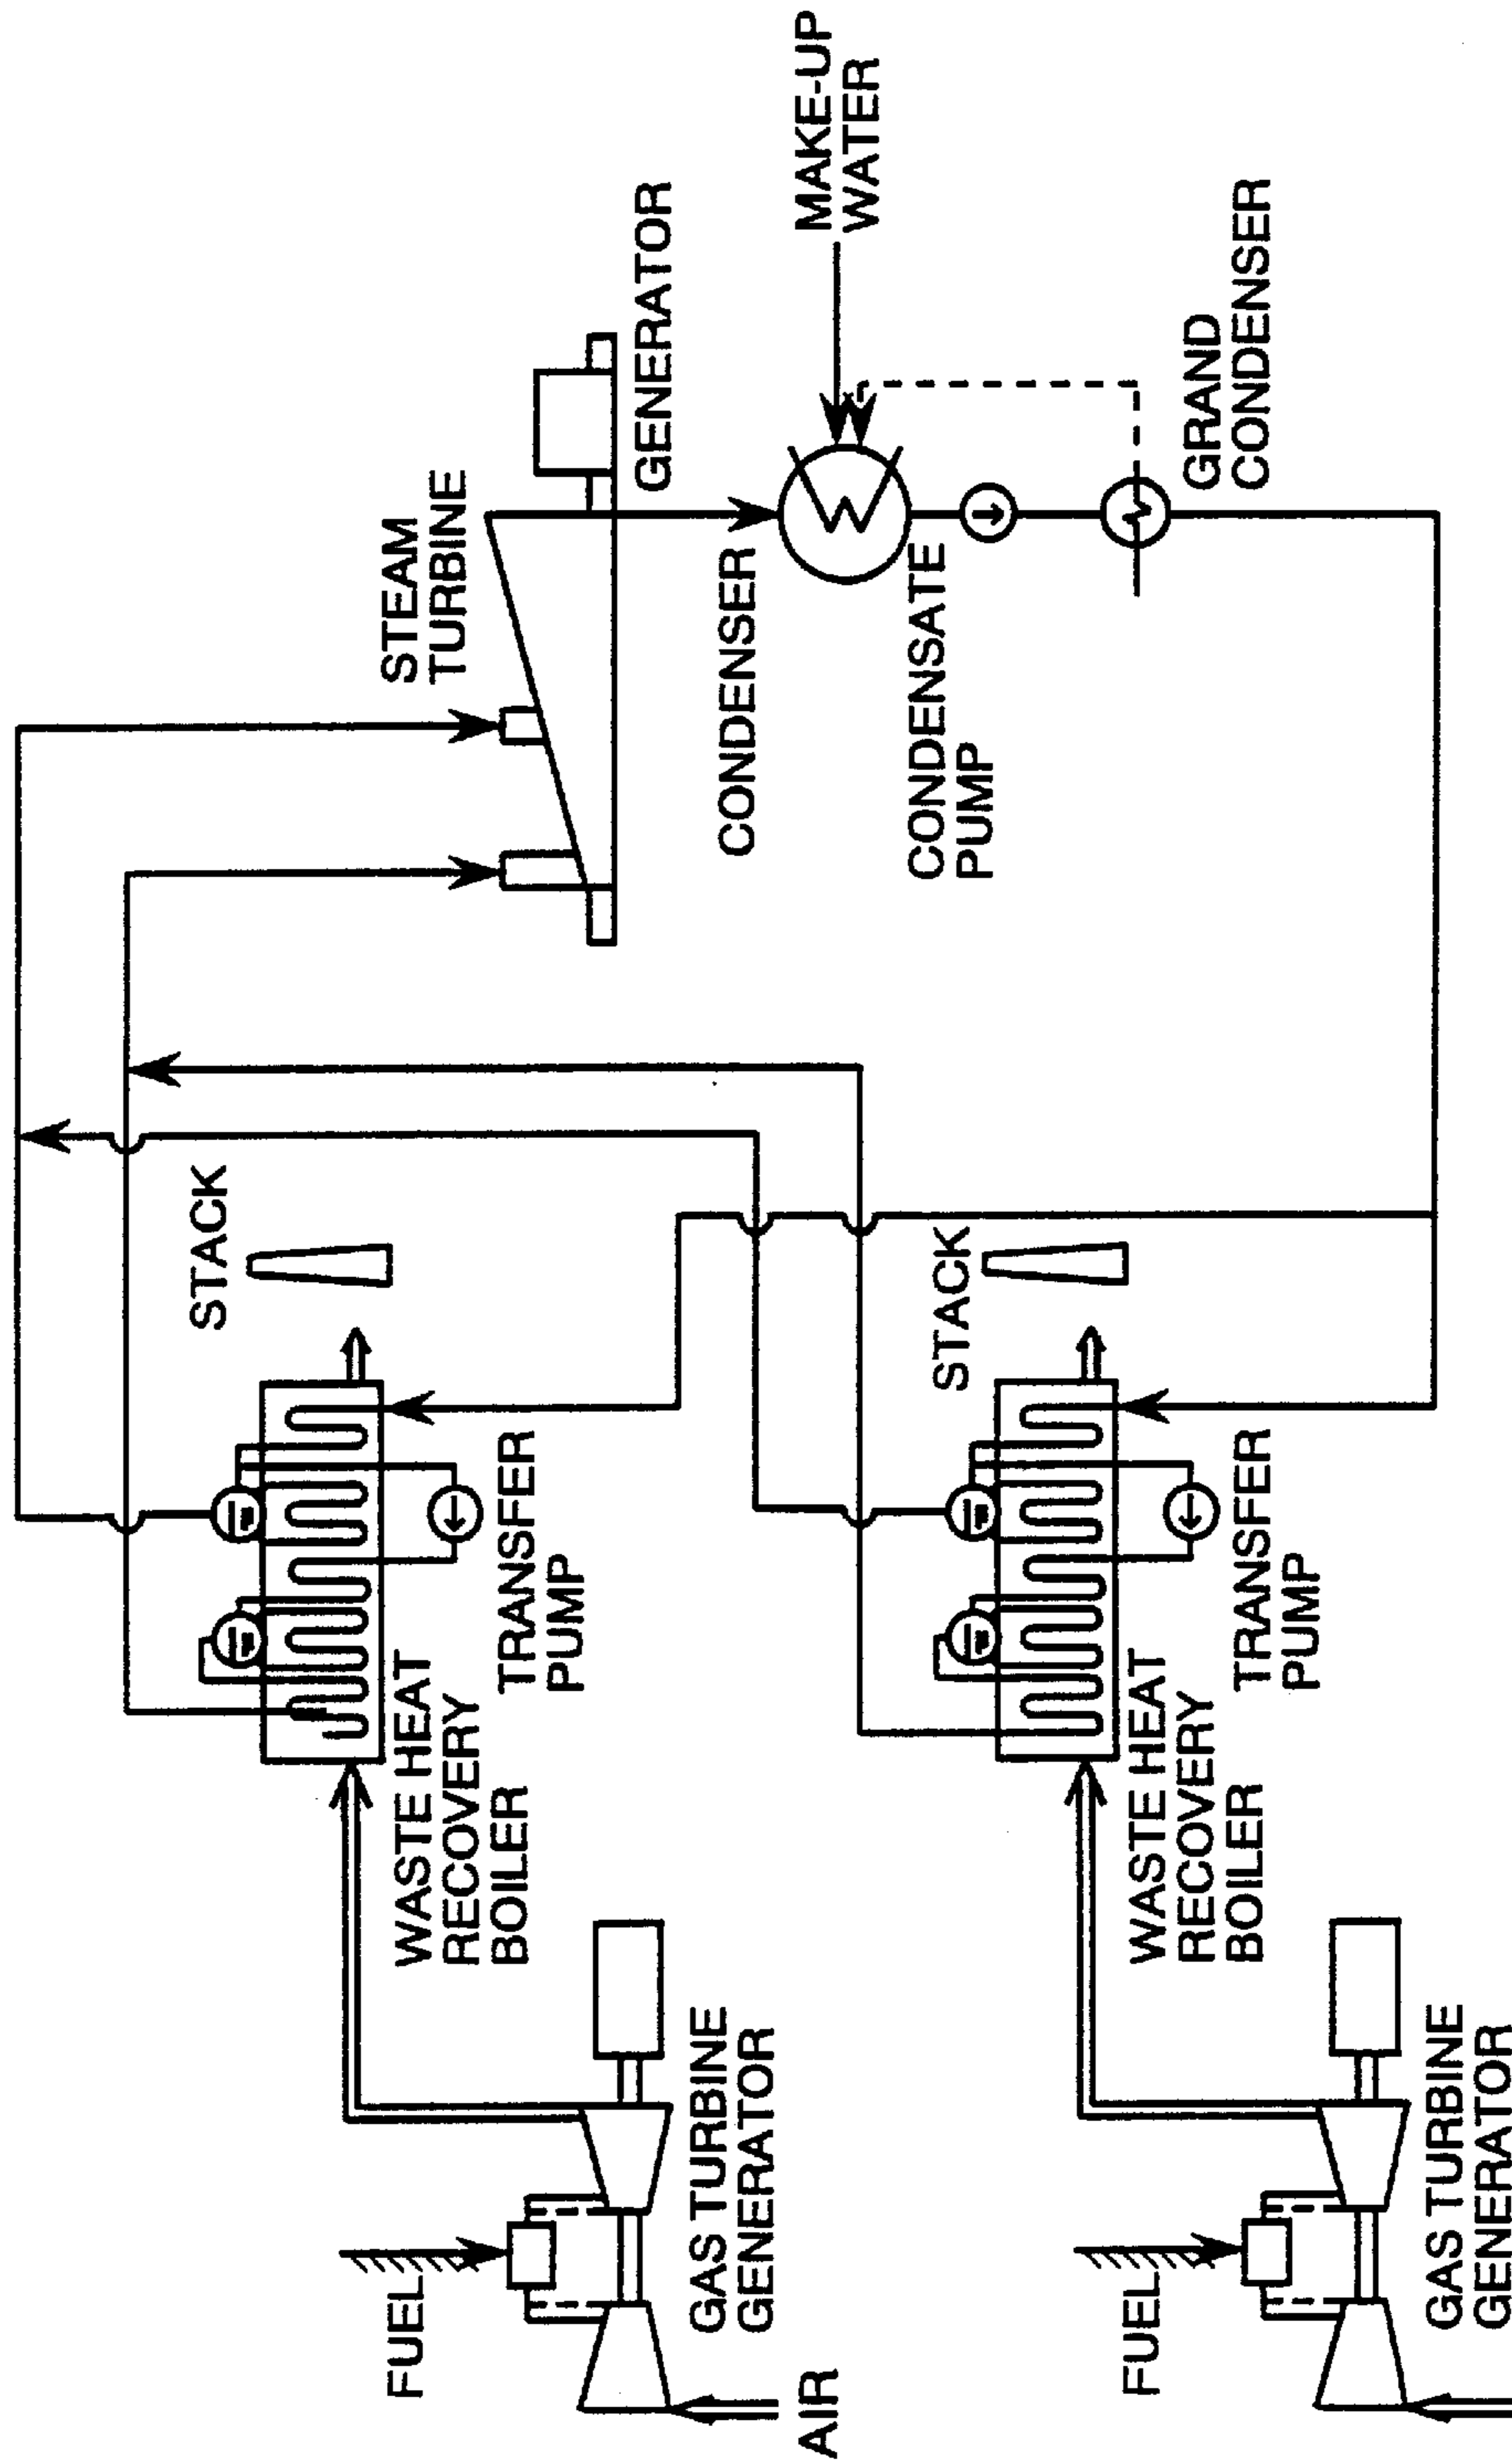 STEAM
TURBINE
GENERATOR
MAKE-UP
WATER
CONDENSER
CONDENSATE
PUMP
GRAND
CONDENSER
STACK
TRANSFER
PUMP
WASTE HEAT
RECOVERY
BOILER
FUEL
GAS TURBINE
GENERATOR
AIR
STACK
TRANSFER
PUMP
WASTE HEAT
RECOVERY
BOILER
FUEL
GAS TURBINE
GENERATOR